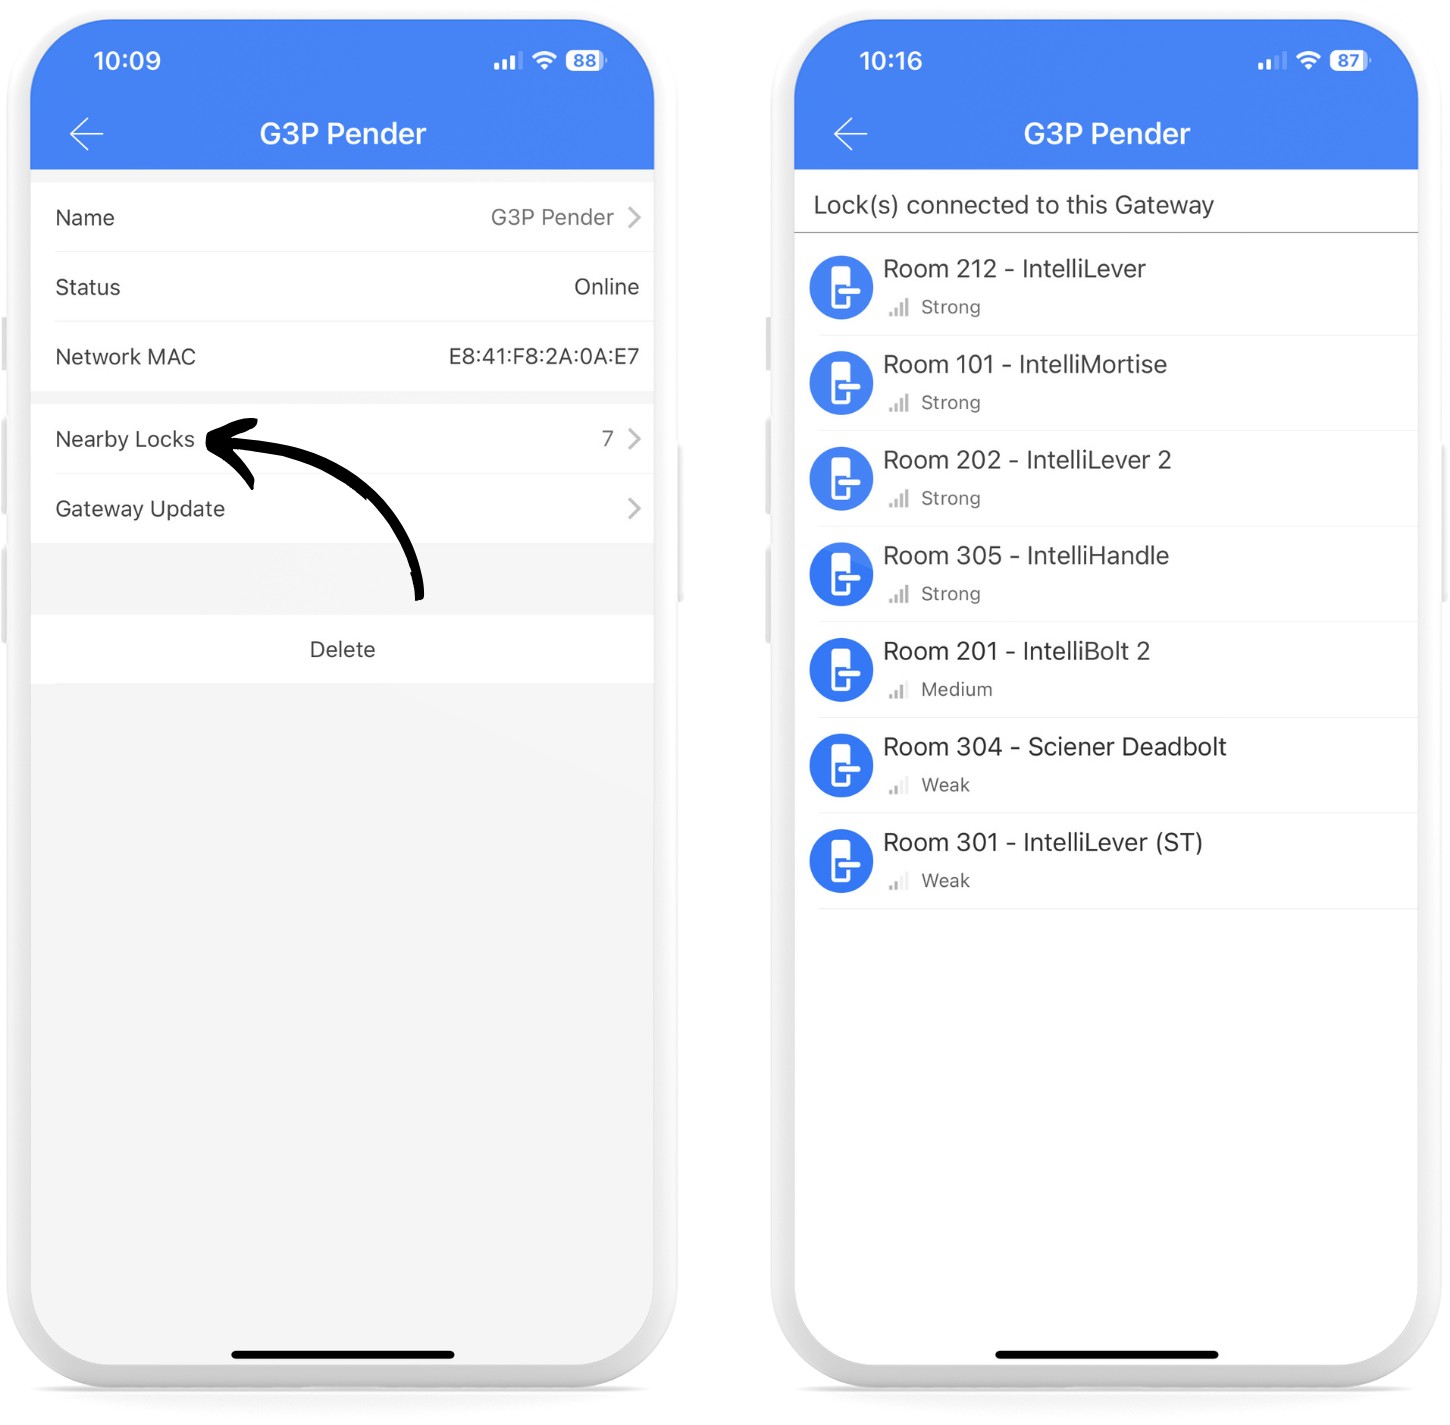 10:09
88
G3P Pender
Name G3P Pender
Status Online
Network MAC E8:41:F8:2A:0A:E7
Nearby Locks 7
Gateway Update
Delete
10:16
87
G3P Pender
Lock(s) connected to this Gateway
Room 212 - IntelliLever
Strong
Room 101 - IntelliMortise
Strong
Room 202 - IntelliLever 2
Strong
Room 305 - IntelliHandle
Strong
Room 201 - IntelliBolt 2
Medium
Room 304 - Sciener Deadbolt
Weak
Room 301 - IntelliLever (ST)
Weak